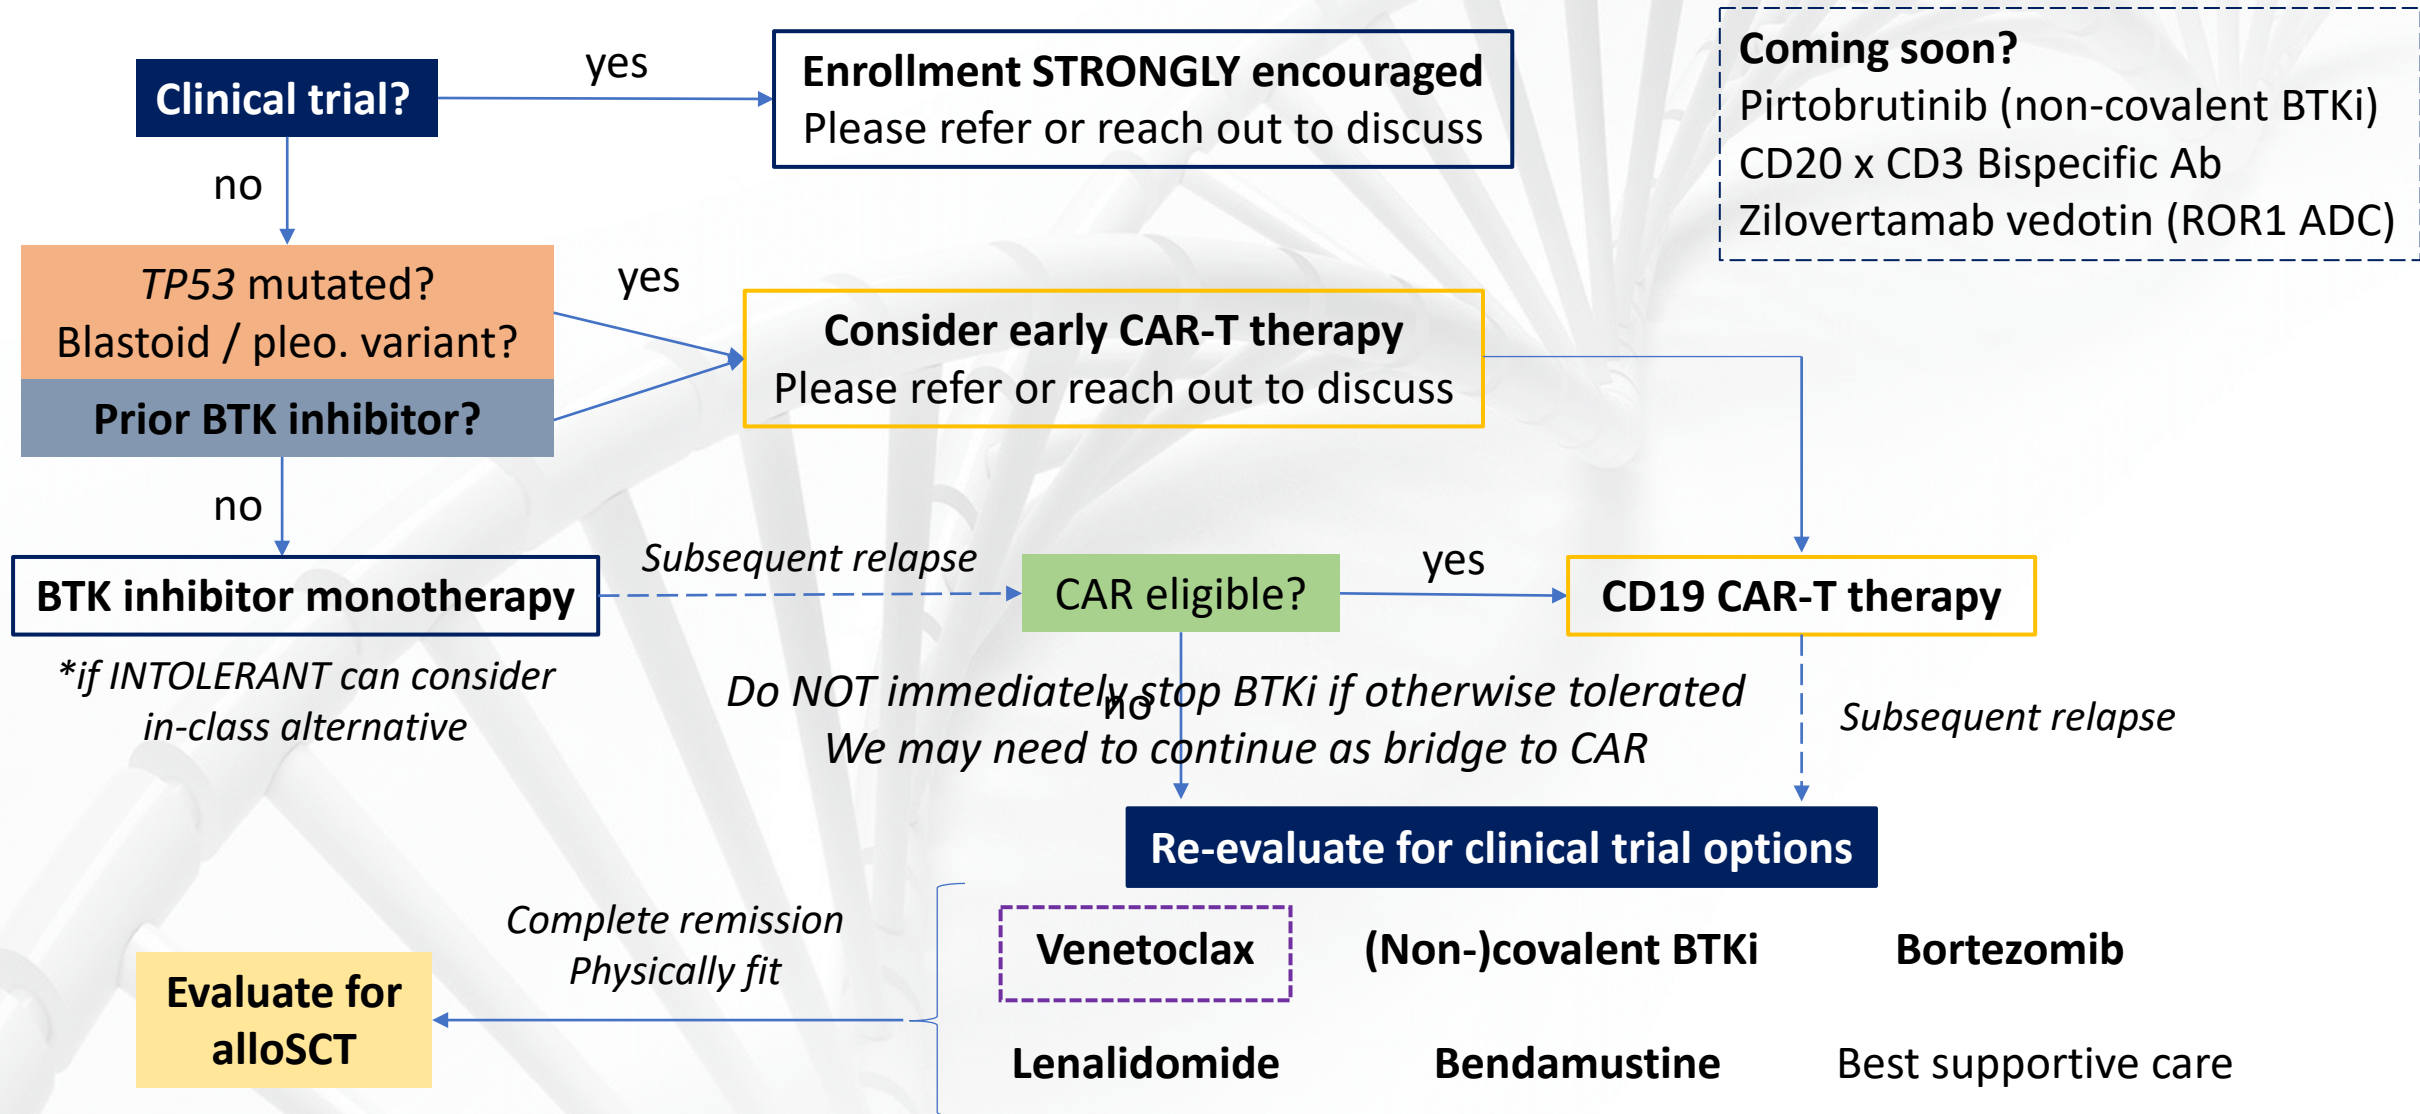 Clinical trial?
yes
Enrollment STRONGLY encouraged
Please refer or reach out to discuss
Coming soon?
Pirtobrutinib (non-covalent BTKi)
CD20 x CD3 Bispecific Ab
Zilovertamab vedotin (ROR1 ADC)
no
TP53 mutated?
Blastoid / pleo. variant?
Prior BTK inhibitor?
yes
Consider early CAR-T therapy
Please refer or reach out to discuss
no
BTK inhibitor monotherapy
*if INTOLERANT can consider
in-class alternative
Subsequent relapse
CAR eligible?
yes
CD19 CAR-T therapy
Do NOT immediately stop BTKi if otherwise tolerated
no
We may need to continue as bridge to CAR
Subsequent relapse
Re-evaluate for clinical trial options
Complete remission
Physically fit
Evaluate for
alloSCT
Venetoclax
(Non-)covalent BTKi
Bortezomib
Lenalidomide
Bendamustine
Best supportive care